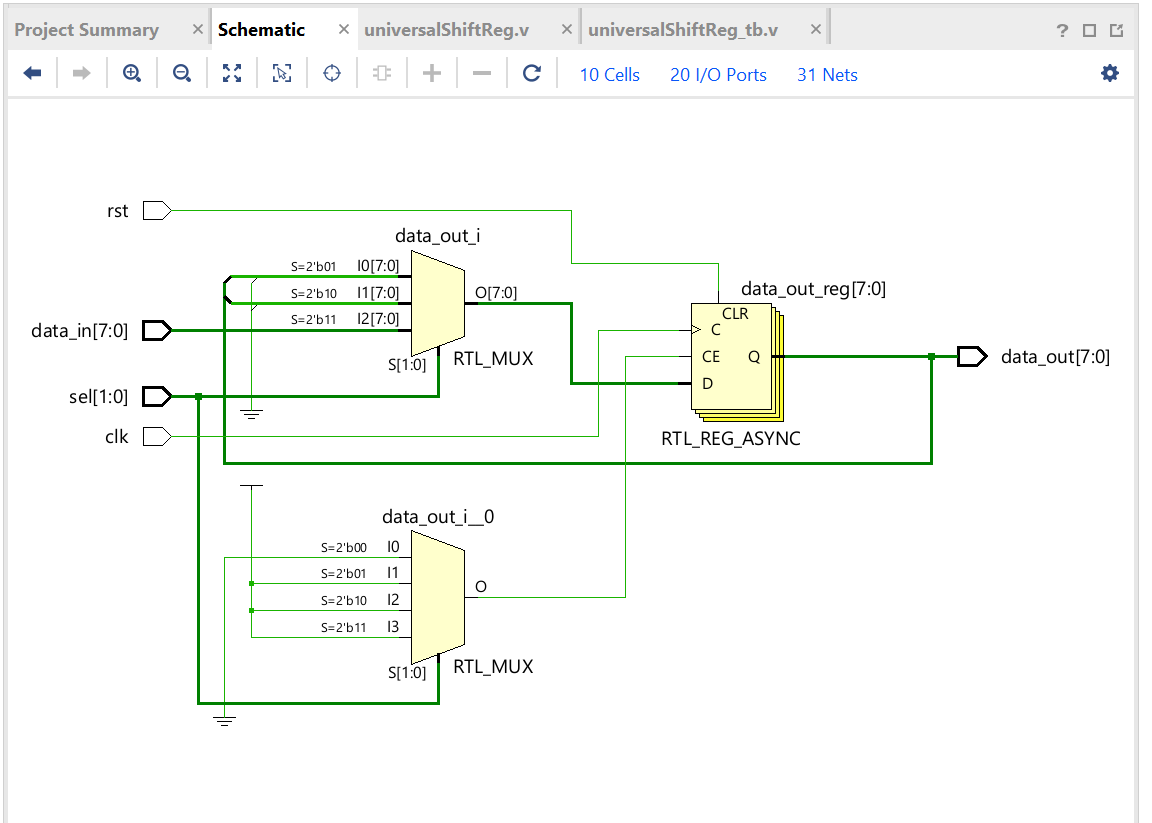 Project Summary × Schematic × universalShiftReg.v × universalShiftReg_tb.v × ?
10 Cells 20 I/O Ports 31 Nets
rst
data_out_i
S=2'b01 I0[7:0]
S=2'b10 I1[7:0] O[7:0]
S=2'b11 I2[7:0]
data_in[7:0]
S[1:0] RTL_MUX
sel[1:0]
clk
data_out_reg[7:0]
CLR
C
CE Q
D
RTL_REG_ASYNC
data_out[7:0]
data_out_i__0
S=2'b00 I0
S=2'b01 I1
S=2'b10 I2
S=2'b11 I3
O
S[1:0] RTL_MUX